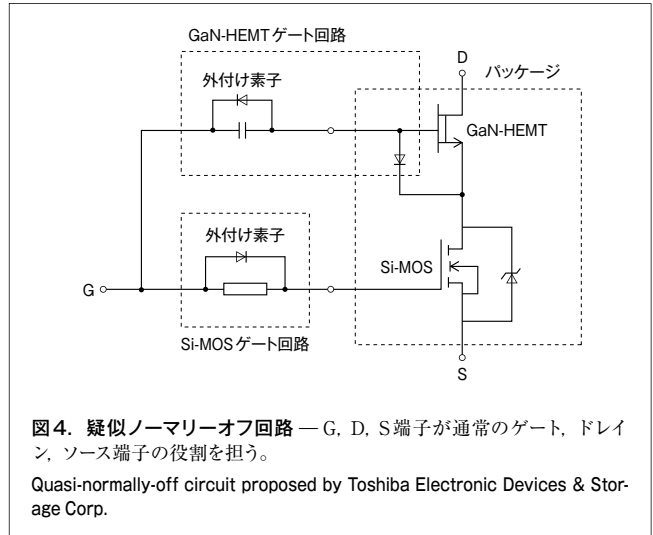 GaN-HEMTゲート回路
D
パッケージ
外付け素子
GaN-HEMT
外付け素子
Si-MOS
G
Si-MOSゲート回路
S
図4．疑似ノーマリーオフ回路 — G, D, S端子が通常のゲート, ドレイ
ン, ソース端子の役割を担う。
Quasi-normally-off circuit proposed by Toshiba Electronic Devices & Stor-
age Corp.